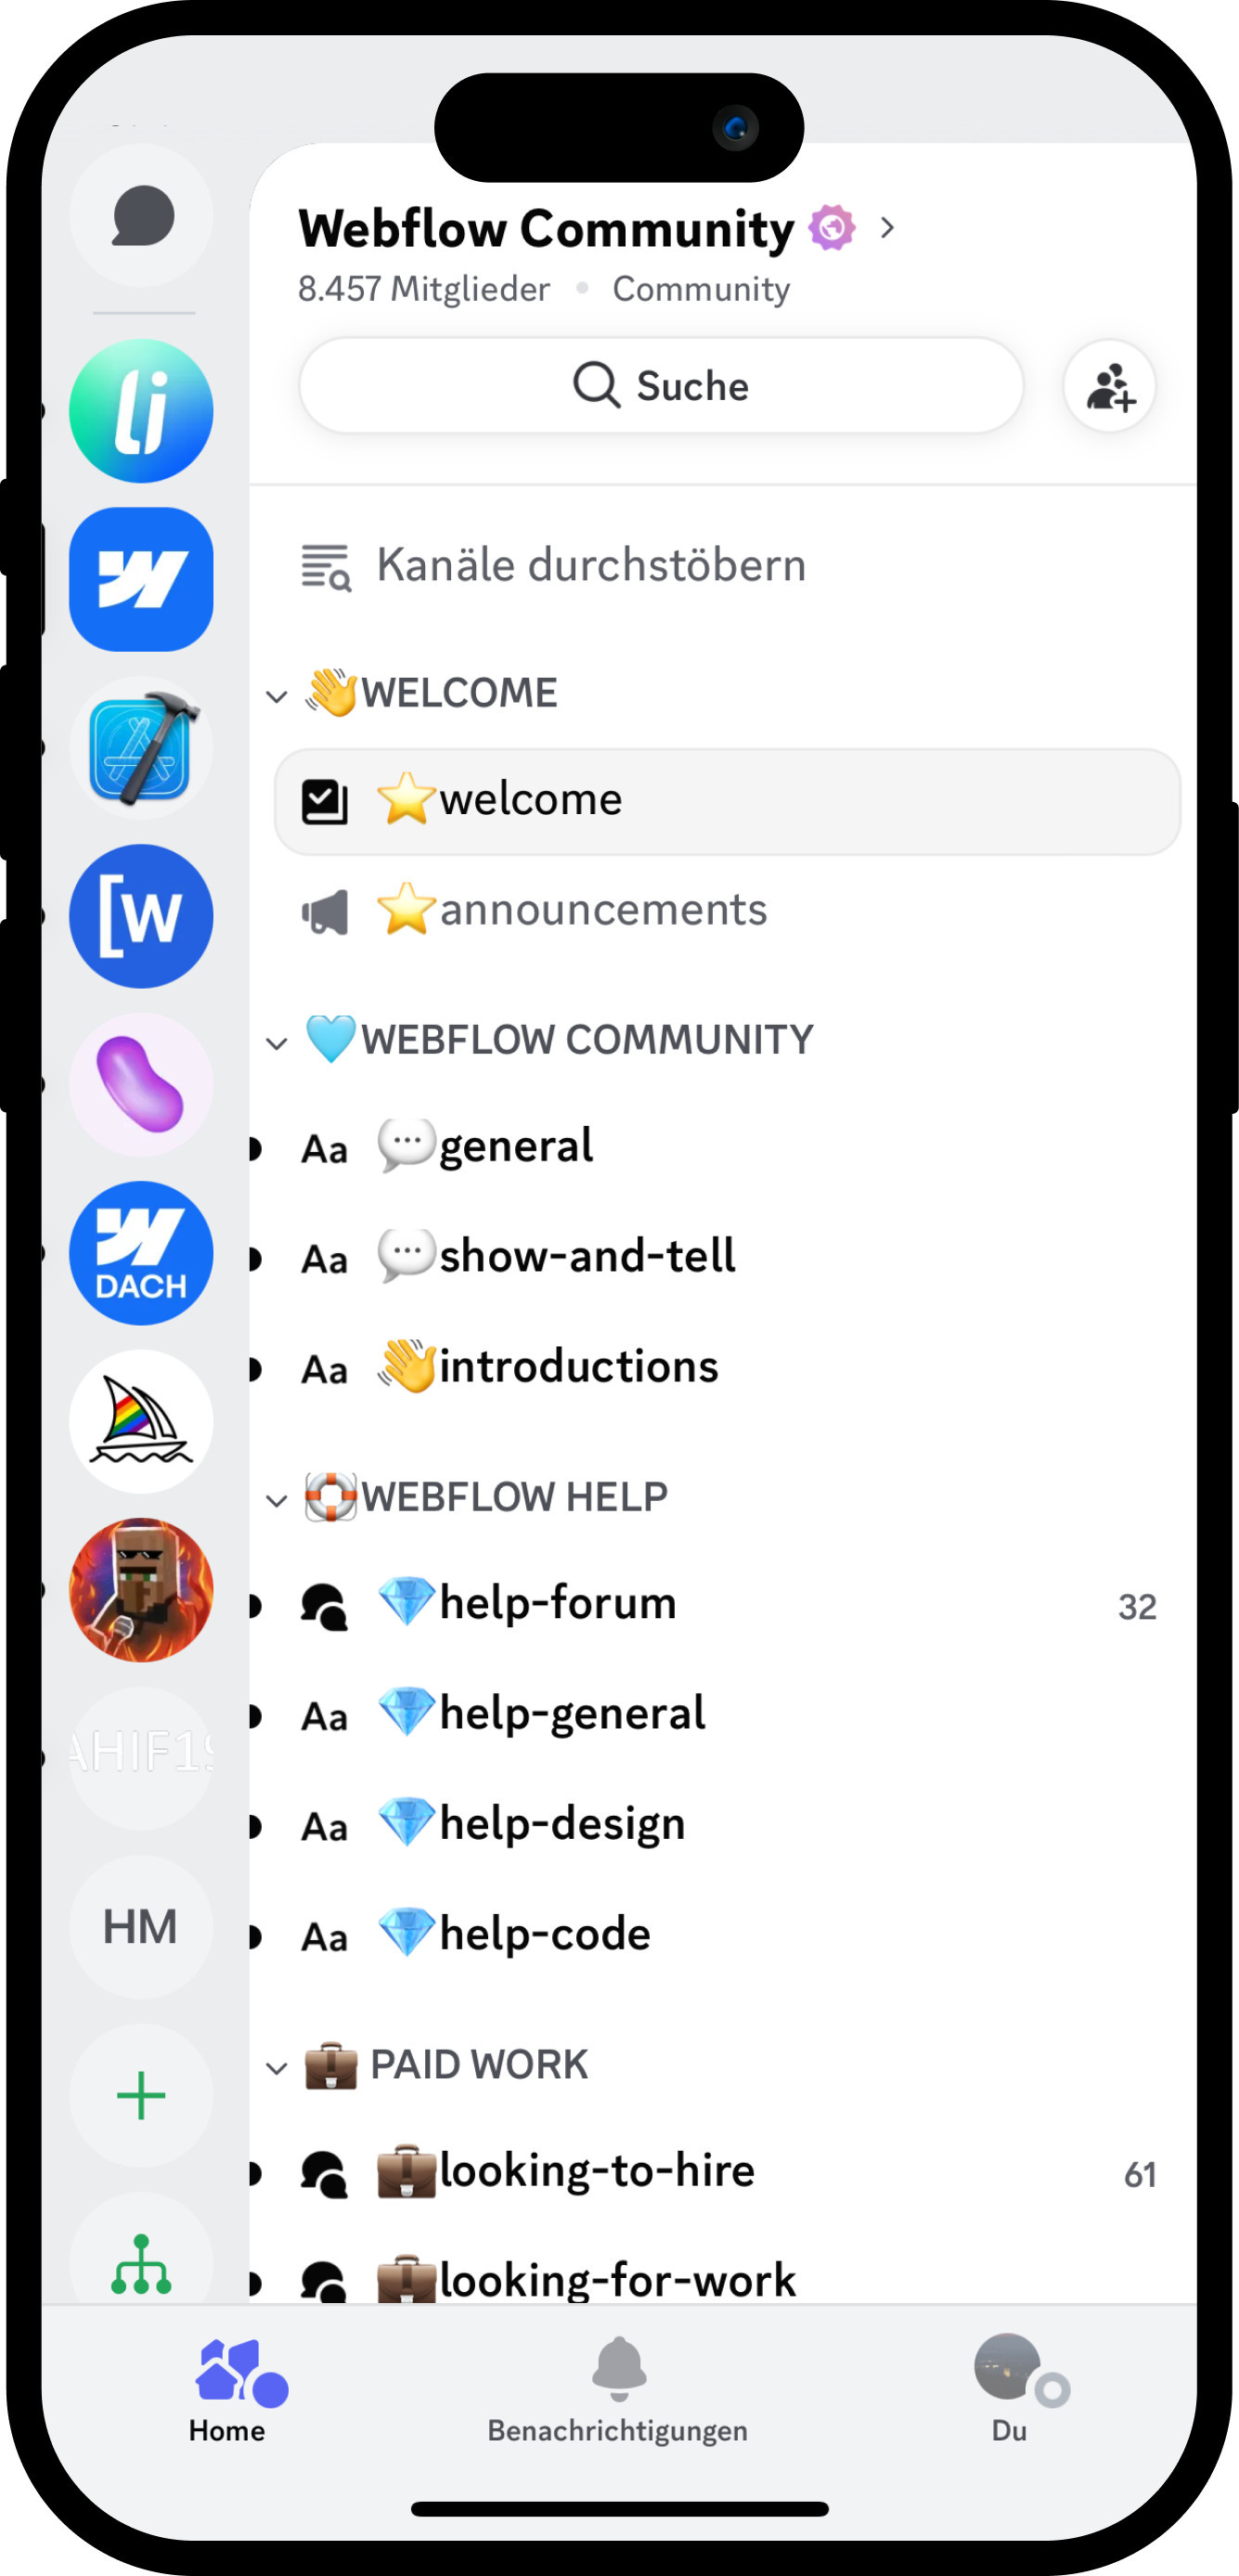 Webflow Community
8.457 Mitglieder • Community
Suche
Kanäle durchstöbern
👋WELCOME
⭐welcome
⭐announcements
🩵WEBFLOW COMMUNITY
Aa 💬general
Aa 💬show-and-tell
Aa 👋introductions
🛟WEBFLOW HELP
💎help-forum 32
Aa 💎help-general
Aa 💎help-design
Aa 💎help-code
💼 PAID WORK
💼looking-to-hire 61
💼looking-for-work
lj
W
[W
W
DACH
AHIF19
HM
Home
Benachrichtigungen
Du